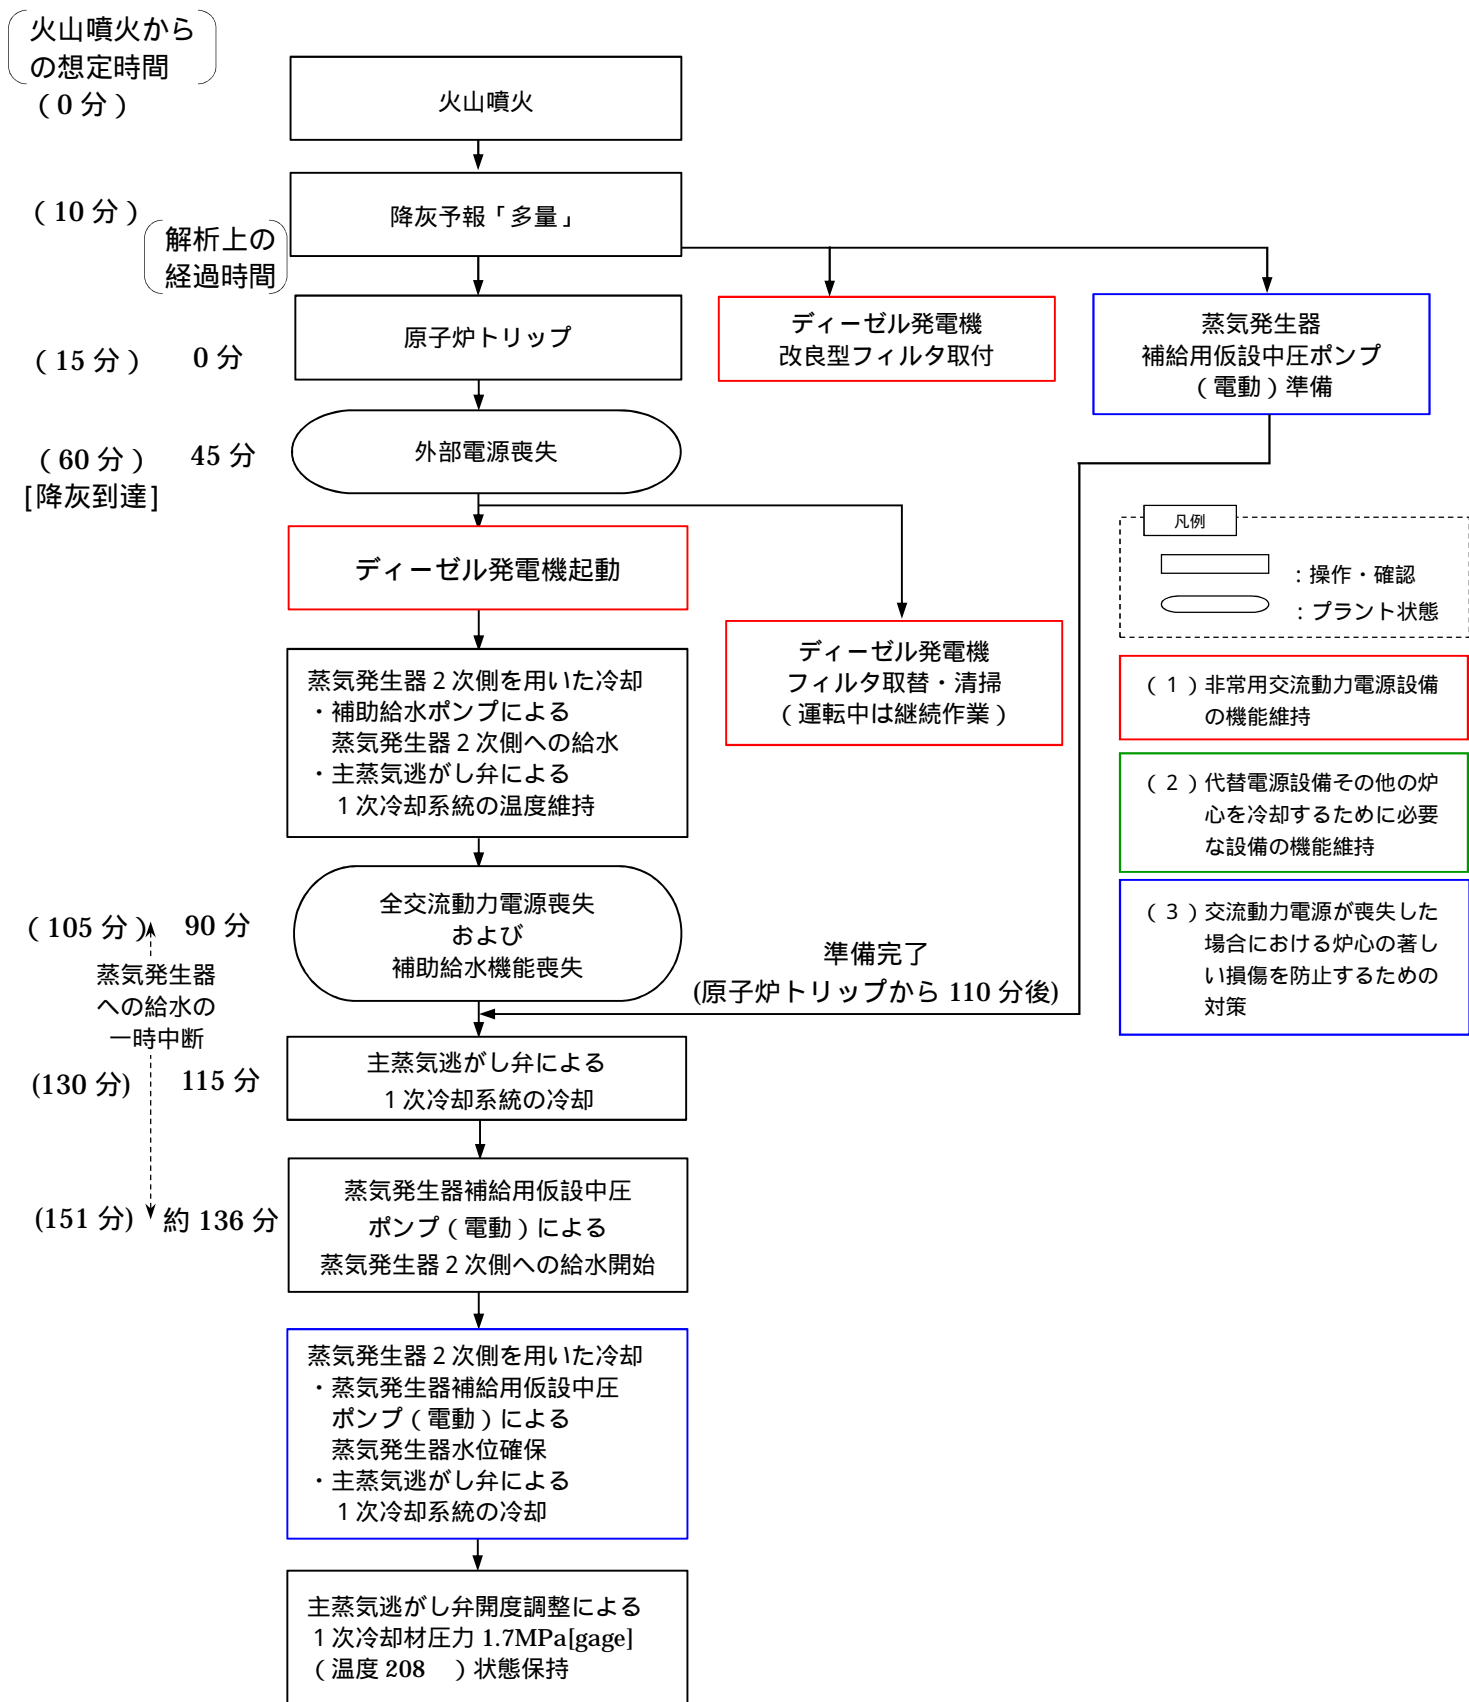 火山噴火から
の想定時間
（0 分）
火山噴火
（10 分）
降灰予報「多量」
解析上の
経過時間
（15 分）
0 分
原子炉トリップ
ディーゼル発電機
改良型フィルタ取付
蒸気発生器
補給用仮設中圧ポンプ
（電動）準備
（60 分）
45 分
[降灰到達]
外部電源喪失
ディーゼル発電機起動
凡例
：操作・確認
：プラント状態
ディーゼル発電機
フィルタ取替・清掃
（運転中は継続作業）
蒸気発生器２次側を用いた冷却
・補助給水ポンプによる
蒸気発生器２次側への給水
・主蒸気逃がし弁による
１次冷却系統の温度維持
（１）非常用交流動力電源設備
の機能維持
（２）代替電源設備その他の炉
心を冷却するために必要
な設備の機能維持
（３）交流動力電源が喪失した
場合における炉心の著し
い損傷を防止するための
対策
（105 分）
90 分
全交流動力電源喪失
および
補助給水機能喪失
蒸気発生器
への給水の
一時中断
準備完了
(原子炉トリップから 110 分後)
(130 分)
115 分
主蒸気逃がし弁による
１次冷却系統の冷却
(151 分)
約 136 分
蒸気発生器補給用仮設中圧
ポンプ（電動）による
蒸気発生器２次側への給水開始
蒸気発生器２次側を用いた冷却
・蒸気発生器補給用仮設中圧
ポンプ（電動）による
蒸気発生器水位確保
・主蒸気逃がし弁による
１次冷却系統の冷却
主蒸気逃がし弁開度調整による
１次冷却材圧力 1.7MPa[gage]
（温度 208　）状態保持